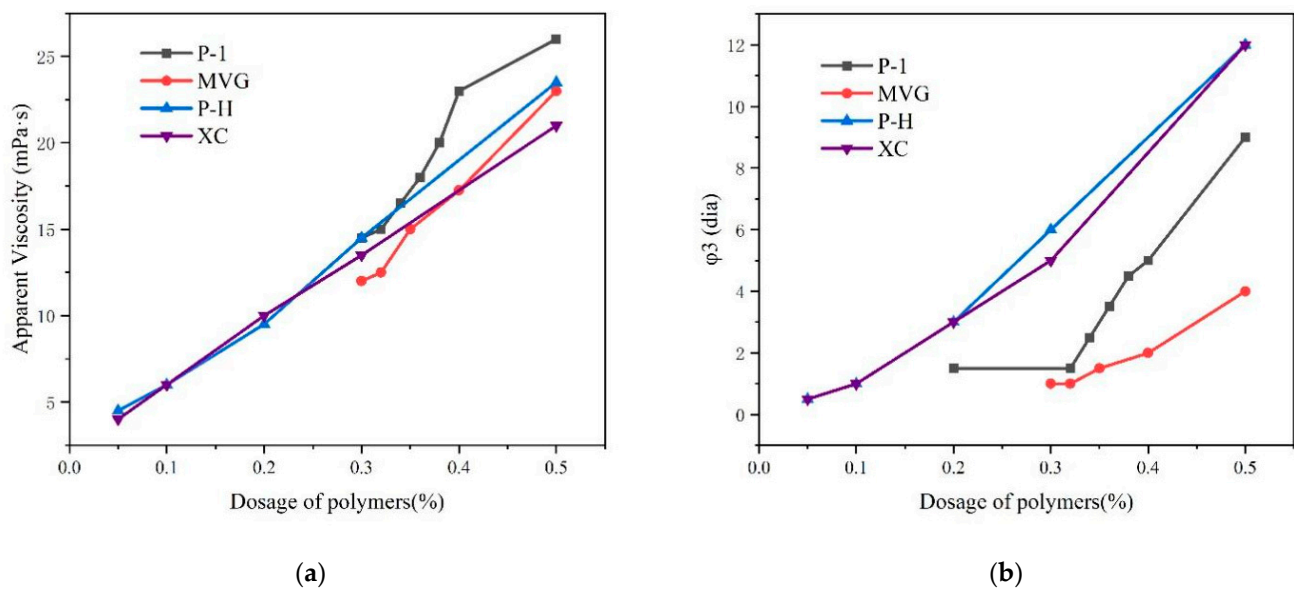 P-1
MVG
P-H
XC
25
20
15
10
5
0.0 0.1 0.2 0.3 0.4 0.5
Apparent Viscosity (mPa·s)
Dosage of polymers(%)
(a)
P-1
MVG
P-H
XC
12
10
8
6
4
2
0
0.0 0.1 0.2 0.3 0.4 0.5
φ3 (dia)
Dosage of polymers(%)
(b)